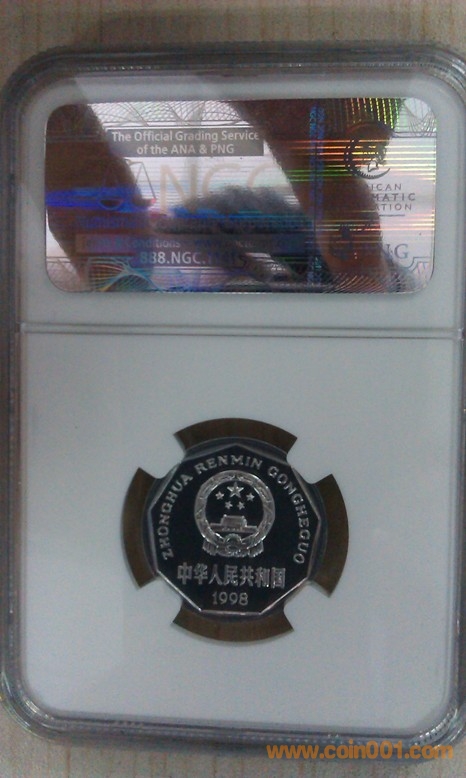 The Official Grading Service
of the ANA & PNG
NGC
888.NGC.
ZHONGHUA RENMIN GONGHEGUO
中华人民共和国
1998
www.coin001.com